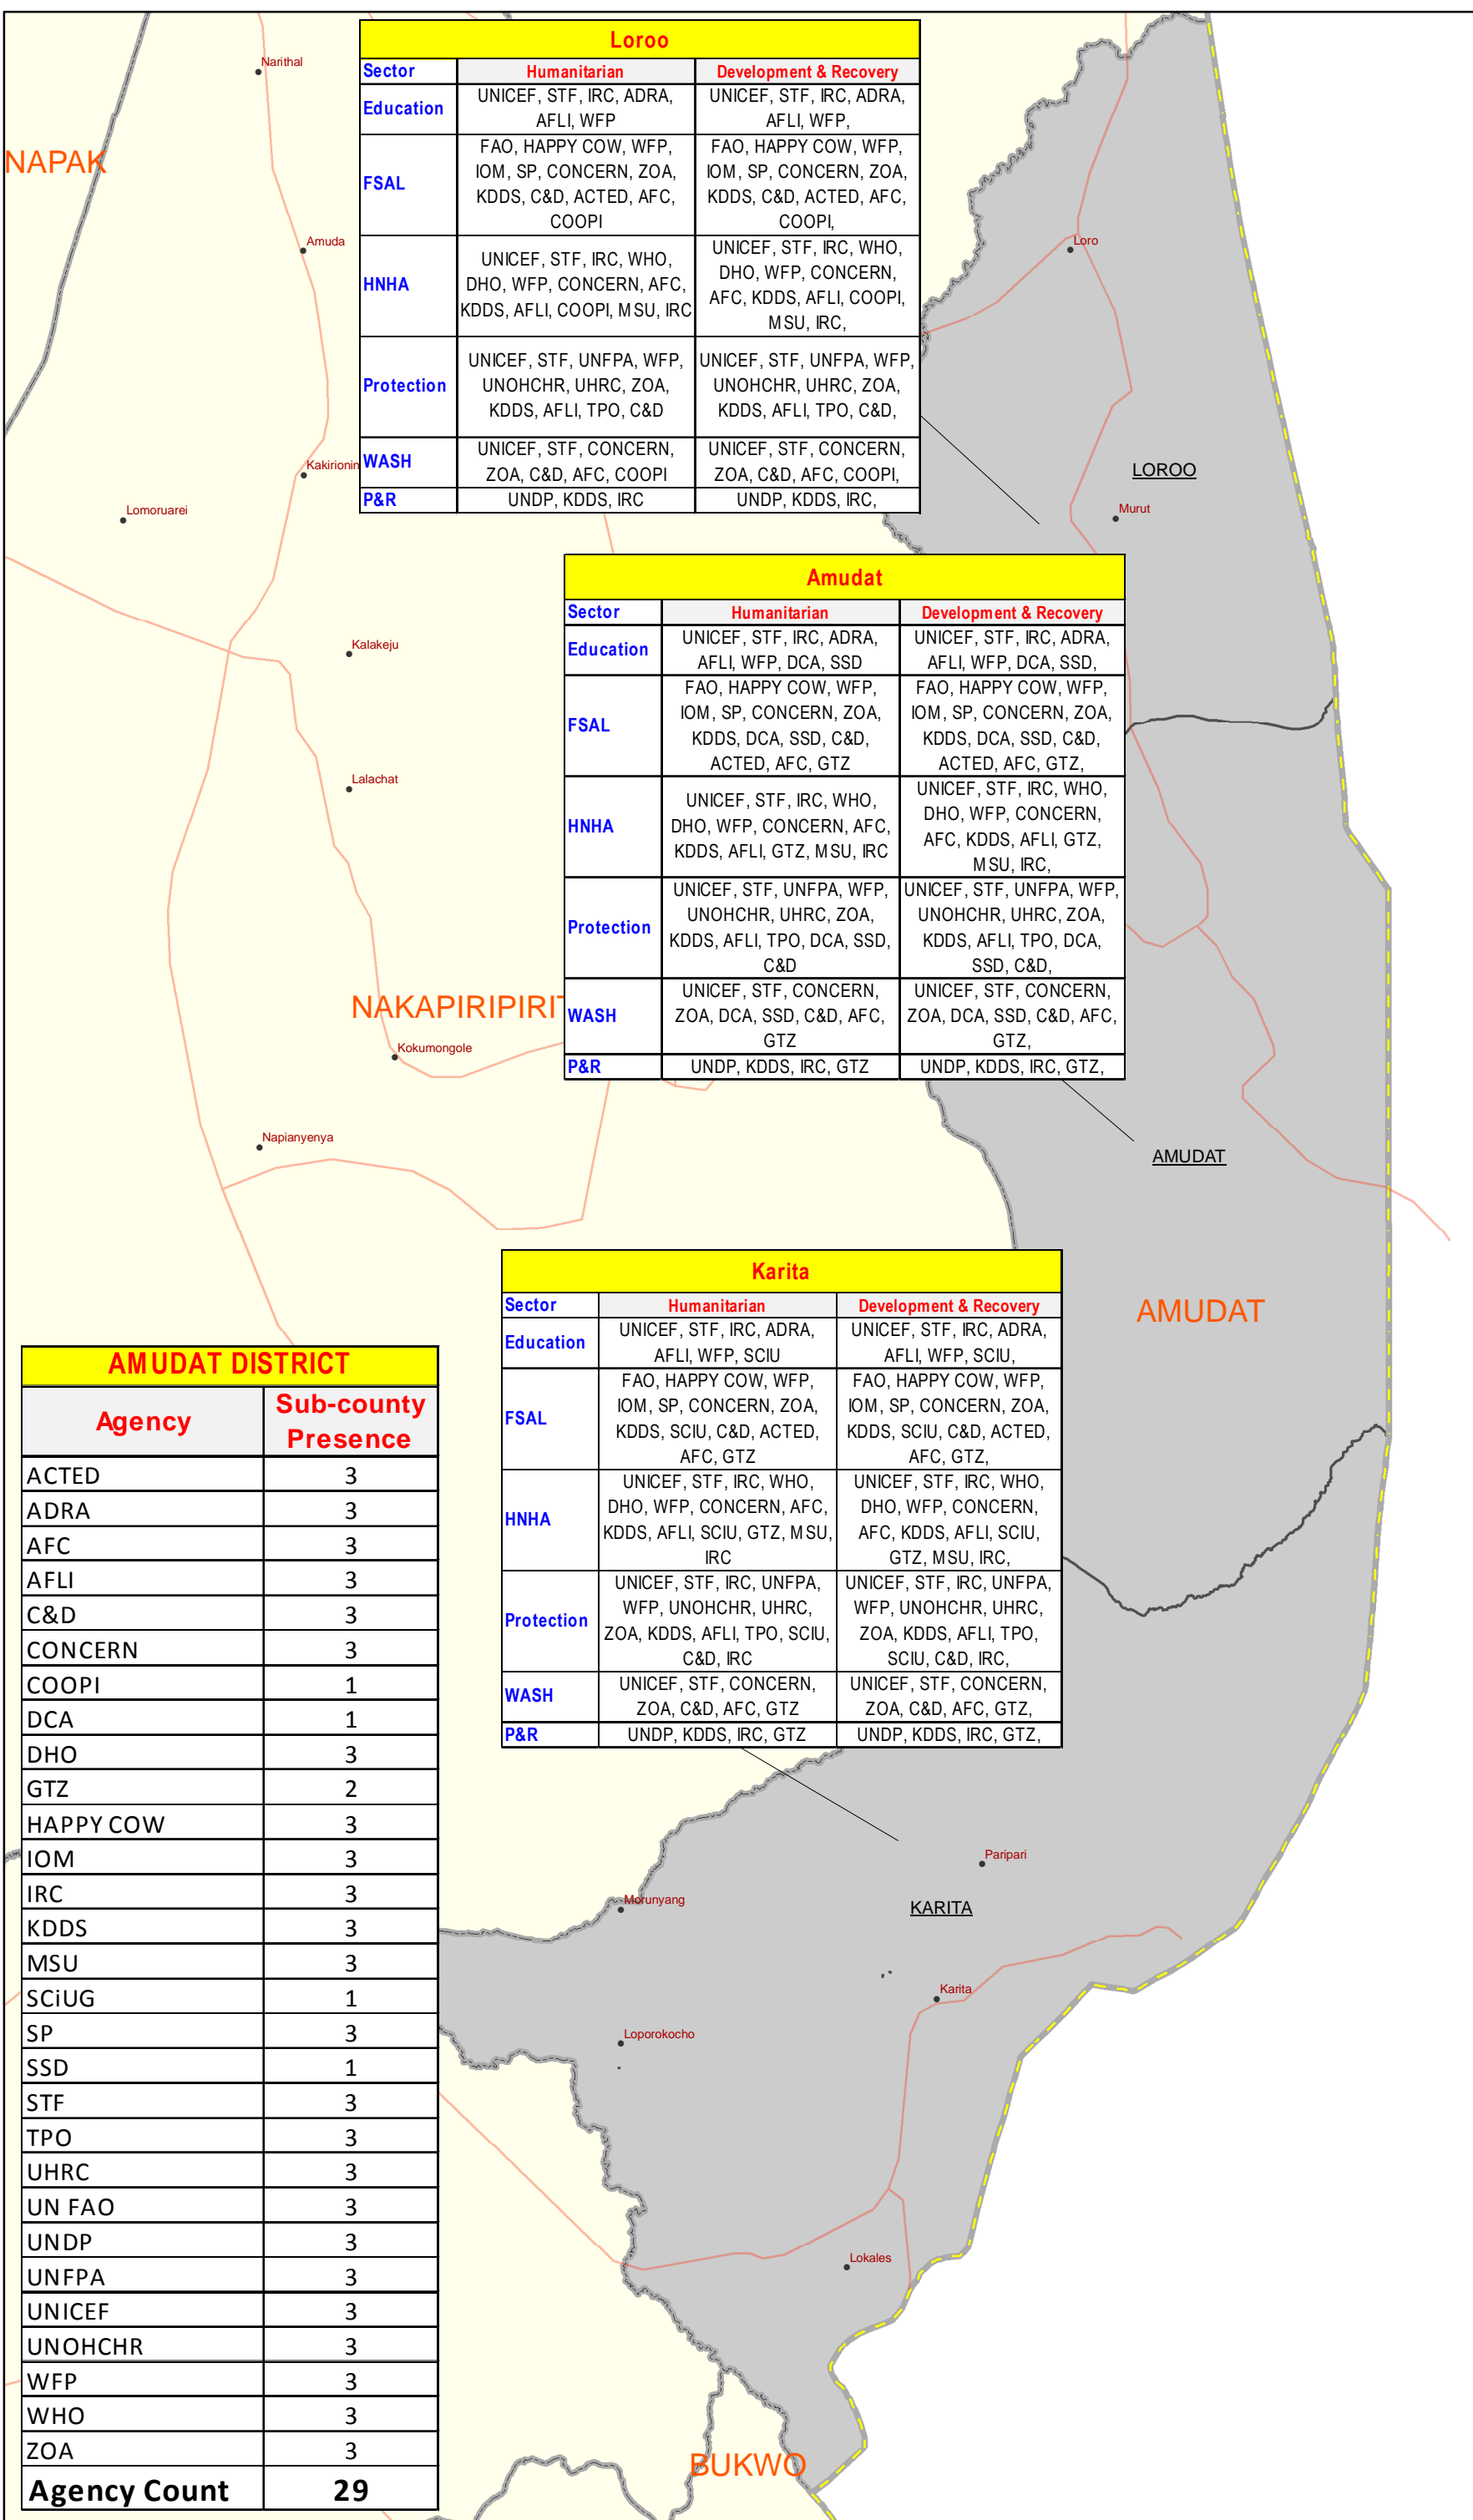 Loroo
Sector Humanitarian Development & Recovery
Education UNICEF, STF, IRC, ADRA, AFLI, WFP UNICEF, STF, IRC, ADRA, AFLI, WFP,
FSAL FAO, HAPPY COW, WFP, IOM, SP, CONCERN, ZOA, KDDS, C&D, ACTED, AFC, COOPI FAO, HAPPY COW, WFP, IOM, SP, CONCERN, ZOA, KDDS, C&D, ACTED, AFC, COOPI,
HNHA UNICEF, STF, IRC, WHO, DHO, WFP, CONCERN, AFC, KDDS, AFLI, COOPI, MSU, IRC UNICEF, STF, IRC, WHO, DHO, WFP, CONCERN, AFC, KDDS, AFLI, COOPI, MSU, IRC,
Protection UNICEF, STF, UNFPA, WFP, UNOHCHR, UHRC, ZOA, KDDS, AFLI, TPO, C&D UNICEF, STF, UNFPA, WFP, UNOHCHR, UHRC, ZOA, KDDS, AFLI, TPO, C&D,
WASH UNICEF, STF, CONCERN, ZOA, C&D, AFC, COOPI UNICEF, STF, CONCERN, ZOA, C&D, AFC, COOPI,
P&R UNDP, KDDS, IRC UNDP, KDDS, IRC,
Narithal
NAPAK
Amuda
Loro
Kakirionin
LOROO
Lomoruarei
Murut
Amudat
Sector Humanitarian Development & Recovery
Education UNICEF, STF, IRC, ADRA, AFLI, WFP, DCA, SSD UNICEF, STF, IRC, ADRA, AFLI, WFP, DCA, SSD,
FSAL FAO, HAPPY COW, WFP, IOM, SP, CONCERN, ZOA, KDDS, DCA, SSD, C&D, ACTED, AFC, GTZ FAO, HAPPY COW, WFP, IOM, SP, CONCERN, ZOA, KDDS, DCA, SSD, C&D, ACTED, AFC, GTZ,
HNHA UNICEF, STF, IRC, WHO, DHO, WFP, CONCERN, AFC, KDDS, AFLI, GTZ, MSU, IRC UNICEF, STF, IRC, WHO, DHO, WFP, CONCERN, AFC, KDDS, AFLI, GTZ, MSU, IRC,
Protection UNICEF, STF, UNFPA, WFP, UNOHCHR, UHRC, ZOA, KDDS, AFLI, TPO, DCA, SSD, C&D UNICEF, STF, UNFPA, WFP, UNOHCHR, UHRC, ZOA, KDDS, AFLI, TPO, DCA, SSD, C&D,
WASH UNICEF, STF, CONCERN, ZOA, DCA, SSD, C&D, AFC, GTZ UNICEF, STF, CONCERN, ZOA, DCA, SSD, C&D, AFC, GTZ,
P&R UNDP, KDDS, IRC, GTZ UNDP, KDDS, IRC, GTZ,
Kalakeju
Lalachat
NAKAPIRIPIRIT
Kokumongole
Napianyenya
AMUDAT
AMUDAT
Karita
Sector Humanitarian Development & Recovery
Education UNICEF, STF, IRC, ADRA, AFLI, WFP, SCIU UNICEF, STF, IRC, ADRA, AFLI, WFP, SCIU,
FSAL FAO, HAPPY COW, WFP, IOM, SP, CONCERN, ZOA, KDDS, SCIU, C&D, ACTED, AFC, GTZ FAO, HAPPY COW, WFP, IOM, SP, CONCERN, ZOA, KDDS, SCIU, C&D, ACTED, AFC, GTZ,
HNHA UNICEF, STF, IRC, WHO, DHO, WFP, CONCERN, AFC, KDDS, AFLI, SCIU, GTZ, MSU, IRC UNICEF, STF, IRC, WHO, DHO, WFP, CONCERN, AFC, KDDS, AFLI, SCIU, GTZ, MSU, IRC,
Protection UNICEF, STF, IRC, UNFPA, WFP, UNOHCHR, UHRC, ZOA, KDDS, AFLI, TPO, SCIU, C&D, IRC UNICEF, STF, IRC, UNFPA, WFP, UNOHCHR, UHRC, ZOA, KDDS, AFLI, TPO, SCIU, C&D, IRC,
WASH UNICEF, STF, CONCERN, ZOA, C&D, AFC, GTZ UNICEF, STF, CONCERN, ZOA, C&D, AFC, GTZ,
P&R UNDP, KDDS, IRC, GTZ UNDP, KDDS, IRC, GTZ,
AMUDAT DISTRICT
Agency Sub-county Presence
ACTED 3
ADRA 3
AFC 3
AFLI 3
C&D 3
CONCERN 3
COOPI 1
DCA 1
DHO 3
GTZ 2
HAPPY COW 3
IOM 3
IRC 3
KDDS 3
MSU 3
SCiUG 1
SP 3
SSD 1
STF 3
TPO 3
UHRC 3
UN FAO 3
UNDP 3
UNFPA 3
UNICEF 3
UNOHCHR 3
WFP 3
WHO 3
ZOA 3
Agency Count 29
Paripari
Morunyang
KARITA
Karita
Loporokocho
Lokales
BUKWO